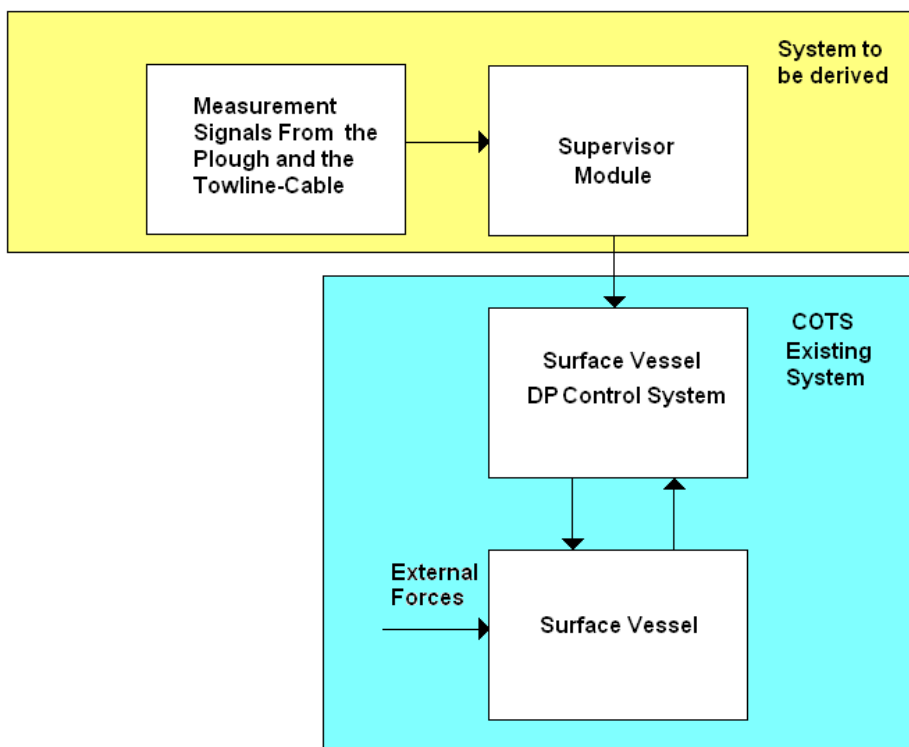 System to
be derived
Measurement
Signals From the
Plough and the
Towline-Cable
Supervisor
Module
COTS
Existing
System
Surface Vessel
DP Control System
External
Forces
Surface Vessel